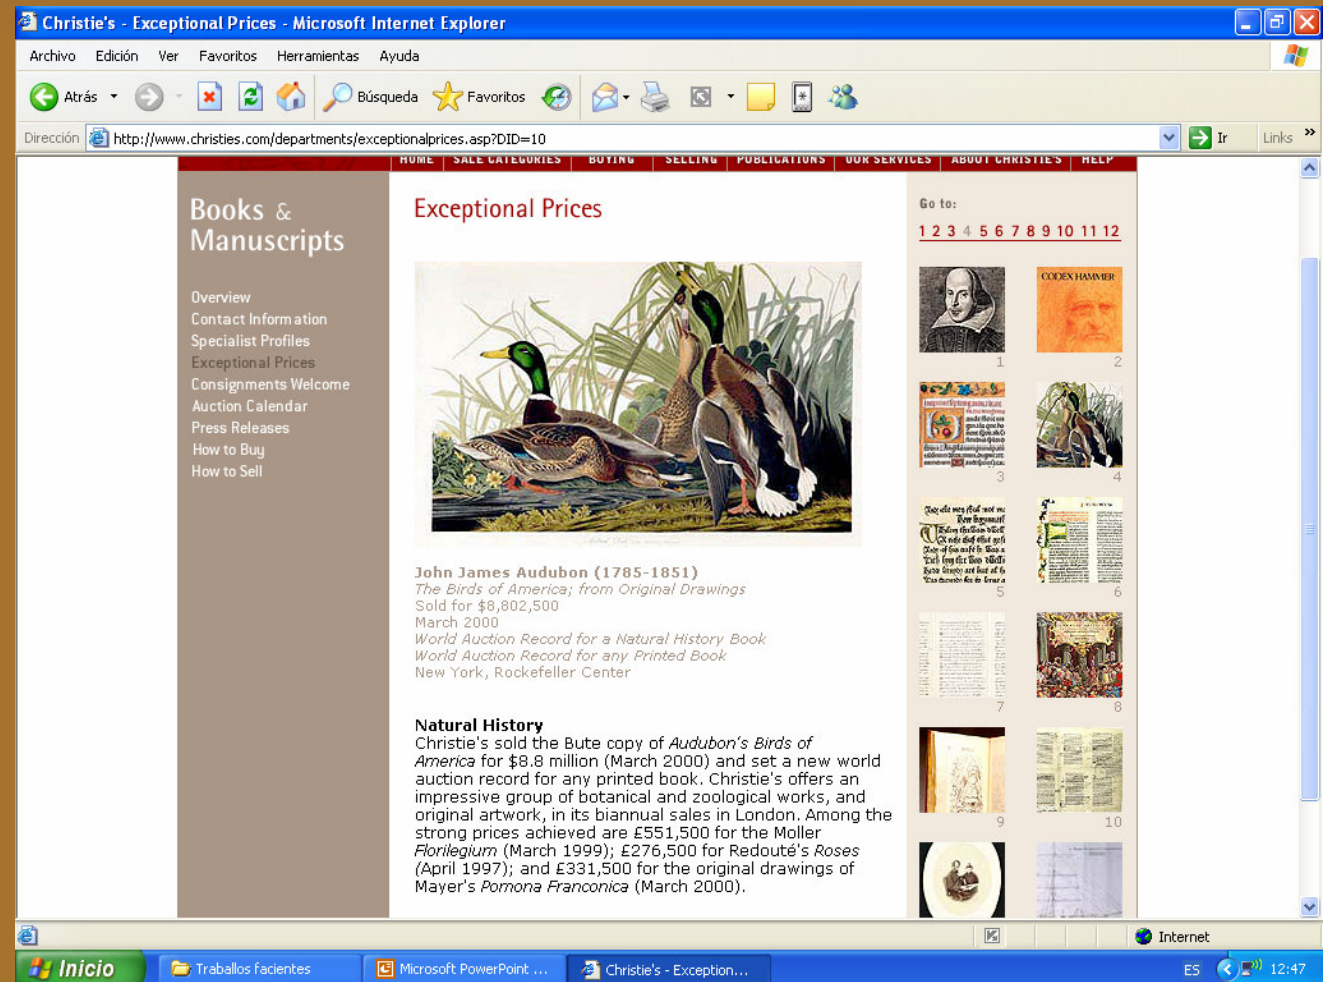 Christie's - Exceptional Prices - Microsoft Internet Explorer
Archivo Edición Ver Favoritos Herramientas Ayuda
Atrás Búsqueda Favoritos
Dirección http://www.christies.com/departments/exceptionalprices.asp?DID=10 Ir Links »
HOME SALE CATEGORIES BUYING SELLING PUBLICATIONS OUR SERVICES ABOUT CHRISTIE'S HELP
Books &
Manuscripts
Overview
Contact Information
Specialist Profiles
Exceptional Prices
Consignments Welcome
Auction Calendar
Press Releases
How to Buy
How to Sell
Exceptional Prices
John James Audubon (1785-1851)
The Birds of America; from Original Drawings
Sold for $8,802,500
March 2000
World Auction Record for a Natural History Book
World Auction Record for any Printed Book
New York, Rockefeller Center
Natural History
Christie's sold the Bute copy of Audubon's Birds of
America for $8.8 million (March 2000) and set a new world
auction record for any printed book. Christie's offers an
impressive group of botanical and zoological works, and
original artwork, in its biannual sales in London. Among the
strong prices achieved are £551,500 for the Moller
Florilegium (March 1999); £276,500 for Redouté's Roses
(April 1997); and £331,500 for the original drawings of
Mayer's Pomona Franconica (March 2000).
Go to:
1 2 3 4 5 6 7 8 9 10 11 12
CODEX HAMMER
1 2
3 4
5 6
7 8
9 10
Internet
Inicio Traballos facientes Microsoft PowerPoint ... Christie's - Exception... ES 12:47